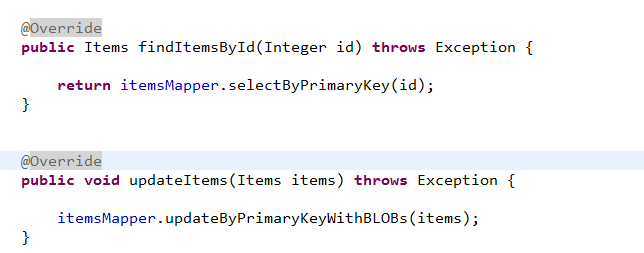 @Override
public Items findItemsById(Integer id) throws Exception {
return itemsMapper.selectByPrimaryKey(id);
}
@Override
public void updateItems(Items items) throws Exception {
itemsMapper.updateByPrimaryKeyWithBLOBs(items);
}